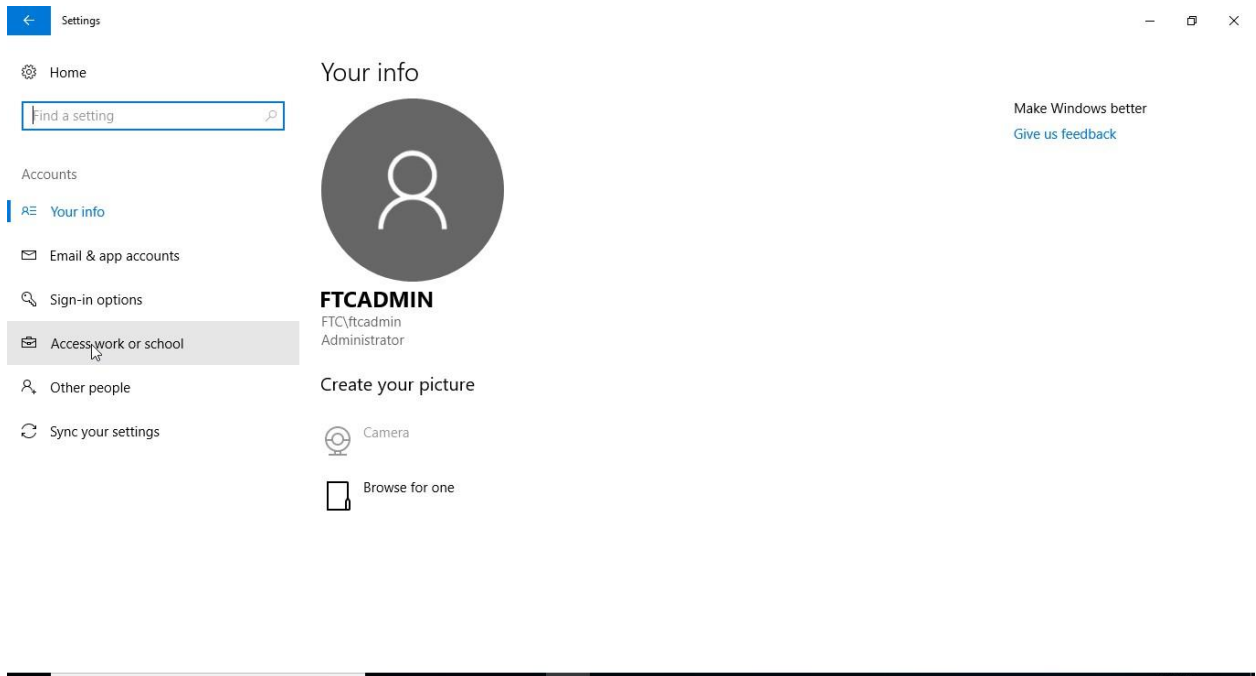 Settings
Home
Find a setting
Accounts
Your info
Email & app accounts
Sign-in options
Access work or school
Other people
Sync your settings
Your info
FTCADMIN
FTC\ftcadmin
Administrator
Create your picture
Camera
Browse for one
Make Windows better
Give us feedback